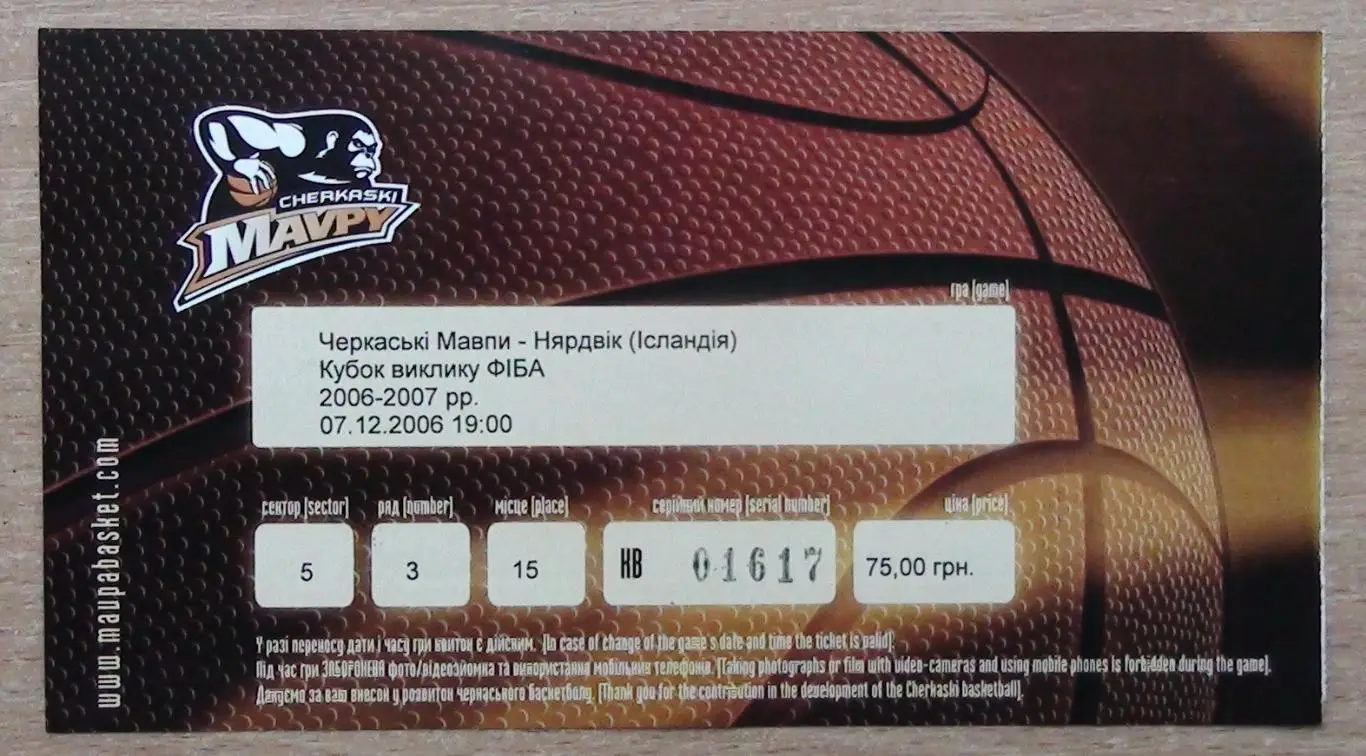 CHERKASKI
MAVPY
гра [game]
Черкаські Мавпи - Нярдвік (Ісландія)
Кубок виклику ФІБА
2006-2007 рр.
07.12.2006 19:00
www.maupabasket.com
сектор [sector] ряд [number] місце [place] серійний номер [serial number] ціна [price]
5 3 15 НВ 01617 75,00 грн.
У разі переносу дати і часу гри квиток є дійсним. [In case of change of the game s date and time the ticket is valid].
Під час гри ЗАБОРОНЕНА фото/відеозйомка та використання мобільних телефонів. [Taking photographs or film with video-cameras and using mobile phones is forbidden during the game].
Дякуємо за ваш внесок у розвиток черкаського баскетболу. [Thank you for the contribution in the development of the Cherkaski basketball].